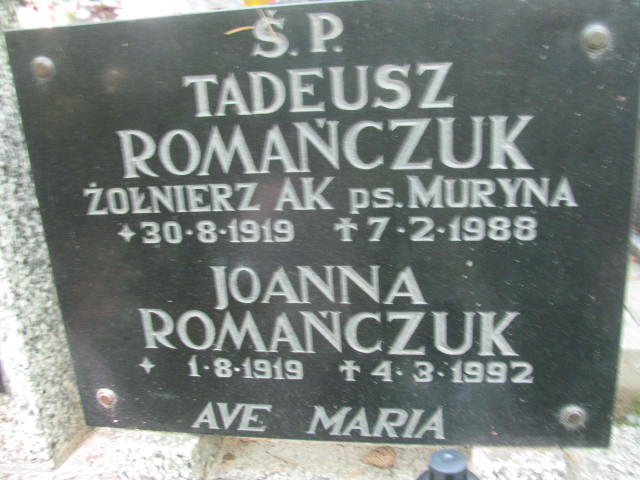 Ś.P.
TADEUSZ
ROMAŃCZUK
ŻOŁNIERZ AK ps. MURYNA
30·8·1919 7·2·1988
JOANNA
ROMAŃCZUK
1·8·1919 4·3·1992
AVE MARIA